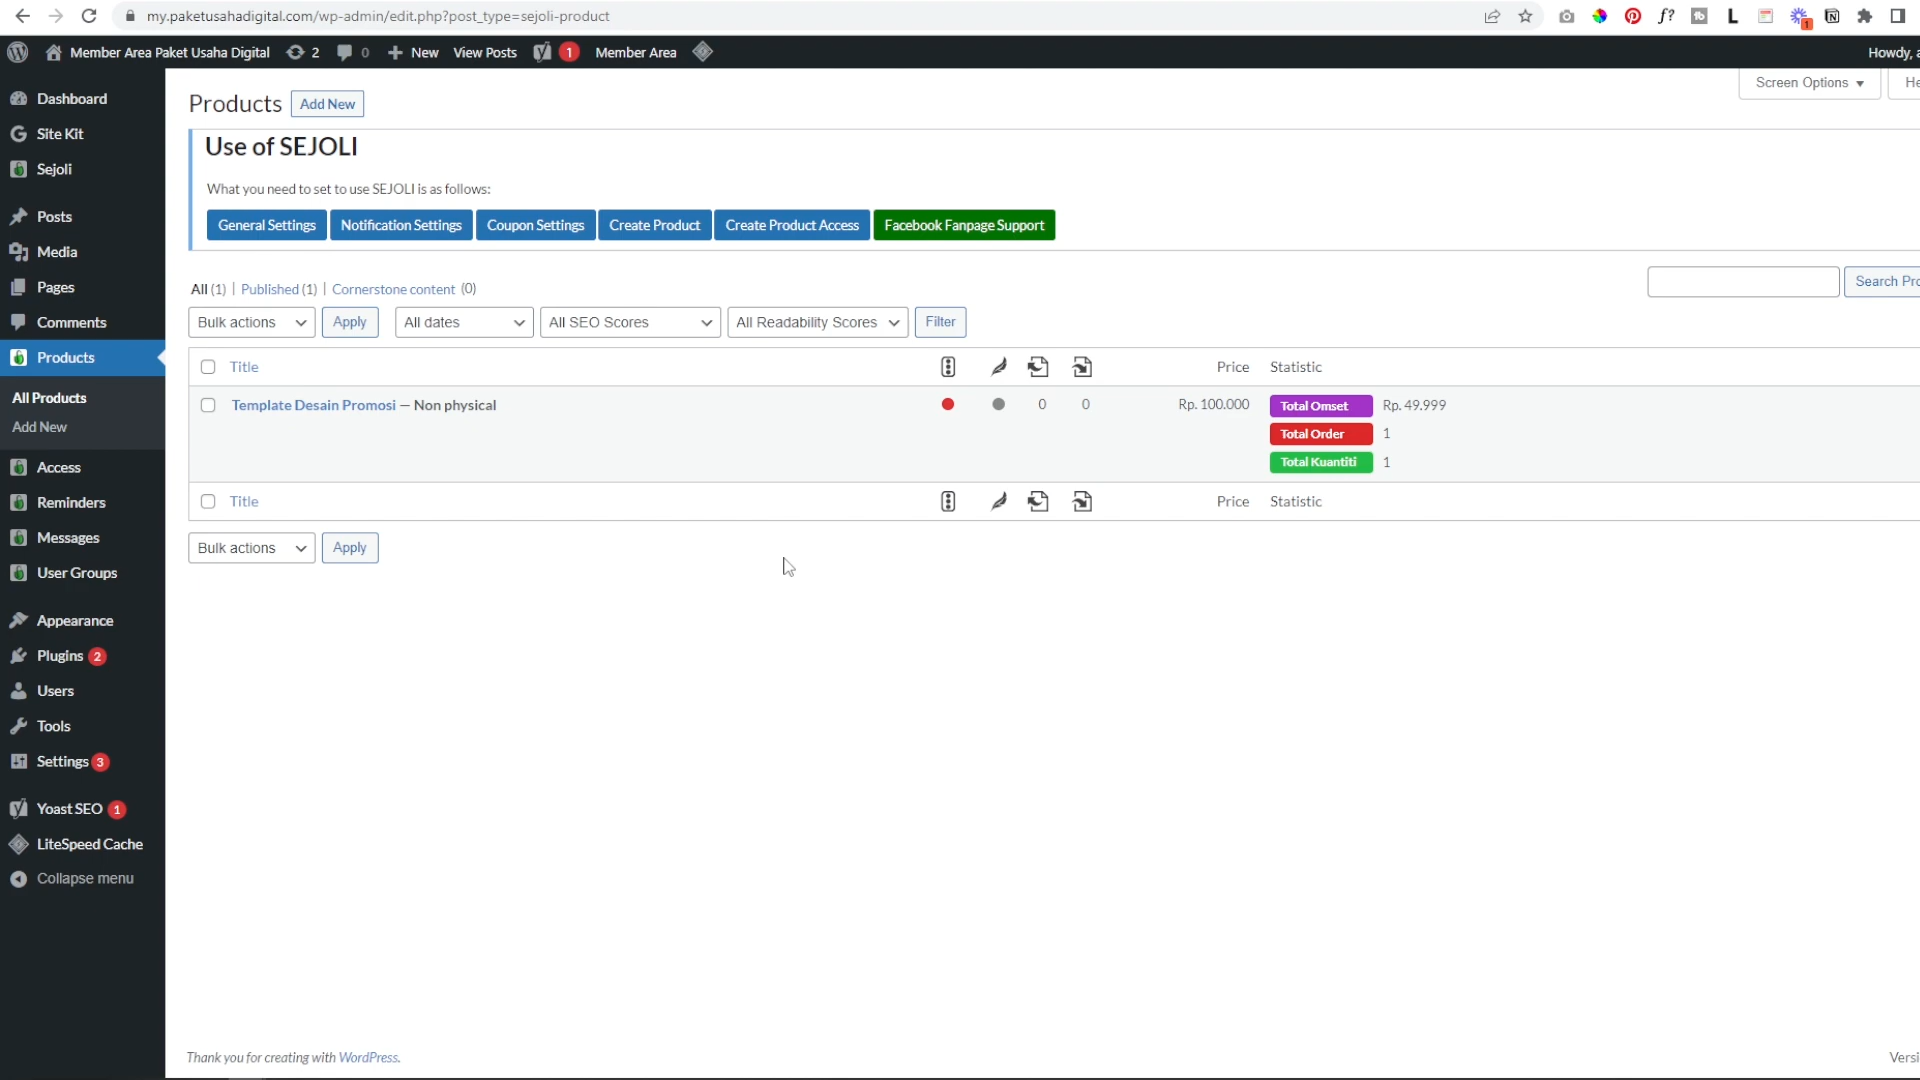 my.paketusahadigital.com/wp-admin/edit.php?post_type=sejoli-product
Member Area Paket Usaha Digital 2 0 New View Posts 1 Member Area Howdy, a
Dashboard
Site Kit
Sejoli
Posts
Media
Pages
Comments
Products
All Products
Add New
Access
Reminders
Messages
User Groups
Appearance
Plugins 2
Users
Tools
Settings 3
Yoast SEO 1
LiteSpeed Cache
Collapse menu
Screen Options He
Products Add New
Use of SEJOLI
What you need to set to use SEJOLI is as follows:
General Settings Notification Settings Coupon Settings Create Product Create Product Access Facebook Fanpage Support
All (1) | Published (1) | Cornerstone content (0)
Search Pro
Bulk actions Apply All dates All SEO Scores All Readability Scores Filter
Title Price Statistic
Template Desain Promosi — Non physical 0 0 Rp. 100.000 Total Omset Rp. 49.999
Total Order 1
Total Kuantiti 1
Title Price Statistic
Bulk actions Apply
Thank you for creating with WordPress. Versi